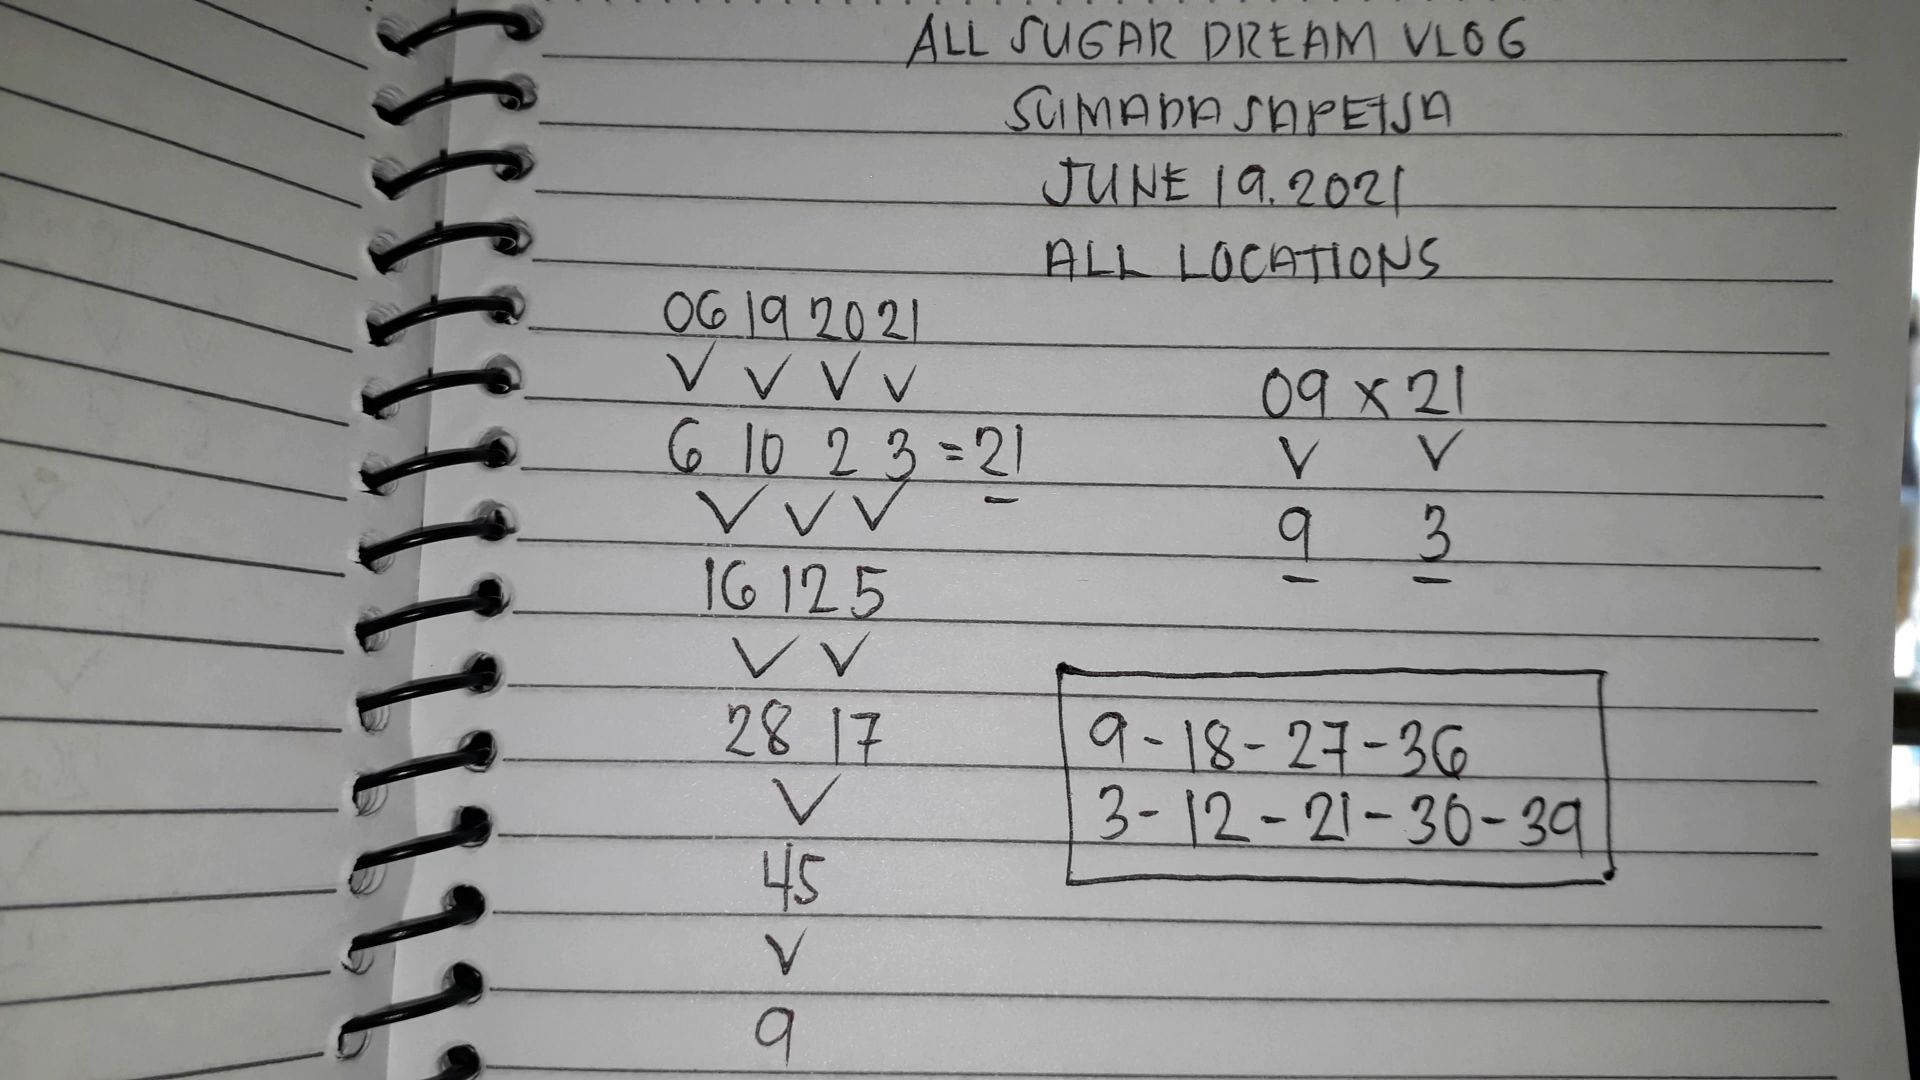 ALL SUGAR DREAM VLOG
SUMADA SAPETSA
JUNE 19.2021
ALL LOCATIONS
06 19 20 21
6 10 2 3 = 21
16 12 5
28 17
45
9
09 x 21
9 3
9-18-27-36
3-12-21-30-39